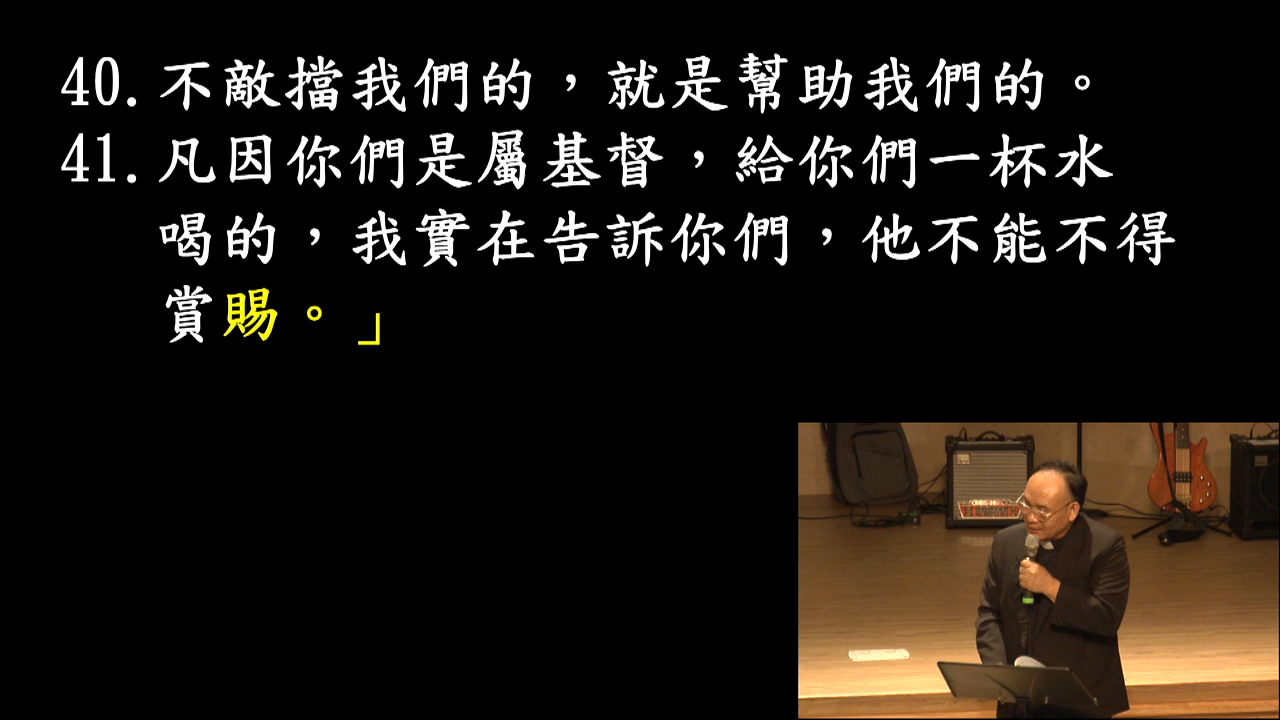 40.不敵擋我們的,就是幫助我們的。
41.凡因你們是屬基督,給你們一杯水
喝的,我實在告訴你們,他不能不得
賞賜。」